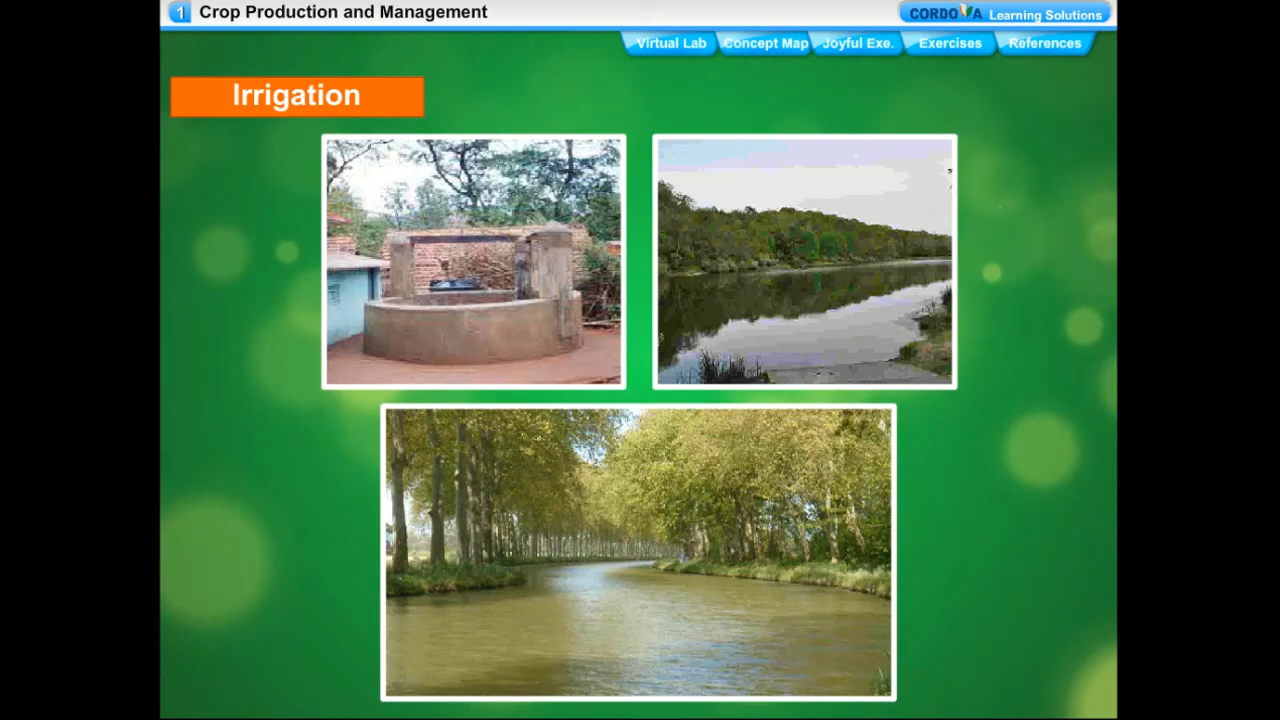 1 Crop Production and Management
CORDOVA Learning Solutions
Virtual Lab Concept Map Joyful Exe. Exercises References
Irrigation